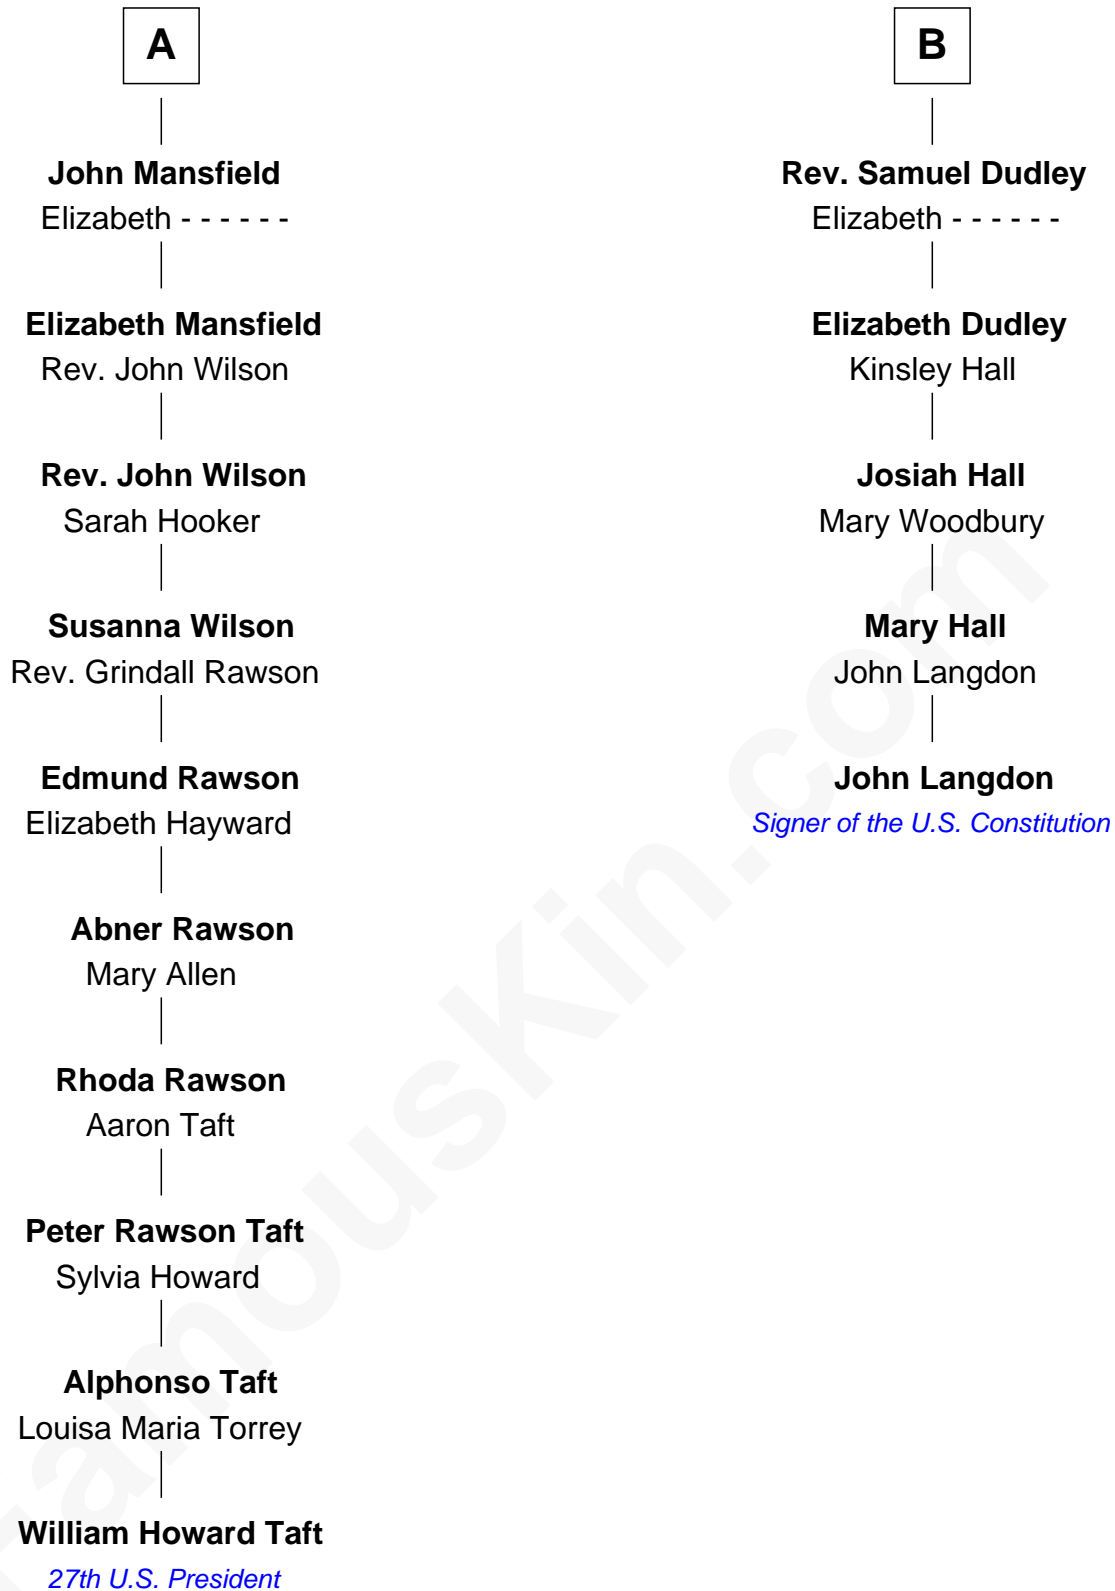 A
John Mansfield
Elizabeth - - - - - -
Elizabeth Mansfield
Rev. John Wilson
Rev. John Wilson
Sarah Hooker
Susanna Wilson
Rev. Grindall Rawson
Edmund Rawson
Elizabeth Hayward
Abner Rawson
Mary Allen
Rhoda Rawson
Aaron Taft
Peter Rawson Taft
Sylvia Howard
Alphonso Taft
Louisa Maria Torrey
William Howard Taft
27th U.S. President
B
Rev. Samuel Dudley
Elizabeth - - - - - -
Elizabeth Dudley
Kinsley Hall
Josiah Hall
Mary Woodbury
Mary Hall
John Langdon
John Langdon
Signer of the U.S. Constitution
FamousKin.com